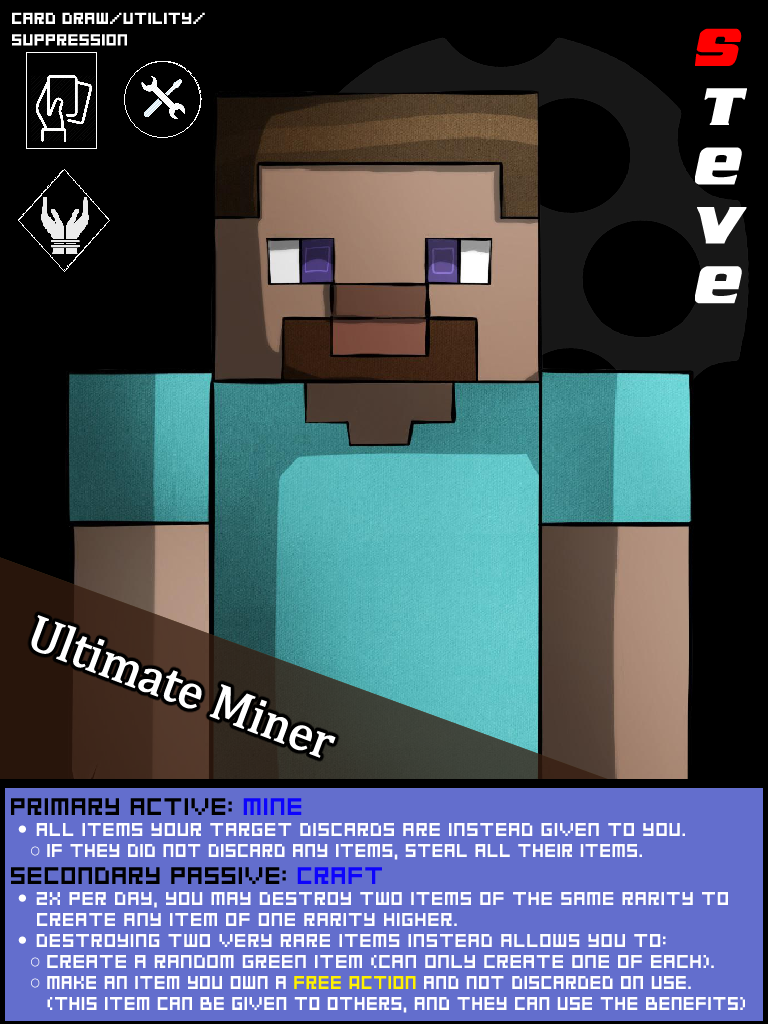 CARD DRAW/UTILITY/
SUPPRESSION
Steve
Ultimate Miner
PRIMARY ACTIVE: MINE
• ALL ITEMS YOUR TARGET DISCARDS ARE INSTEAD GIVEN TO YOU.
○ IF THEY DID NOT DISCARD ANY ITEMS, STEAL ALL THEIR ITEMS.
SECONDARY PASSIVE: CRAFT
• 2X PER DAY, YOU MAY DESTROY TWO ITEMS OF THE SAME RARITY TO
CREATE ANY ITEM OF ONE RARITY HIGHER.
• DESTROYING TWO VERY RARE ITEMS INSTEAD ALLOWS YOU TO:
○ CREATE A RANDOM GREEN ITEM (CAN ONLY CREATE ONE OF EACH).
○ MAKE AN ITEM YOU OWN A FREE ACTION AND NOT DISCARDED ON USE.
(THIS ITEM CAN BE GIVEN TO OTHERS, AND THEY CAN USE THE BENEFITS)